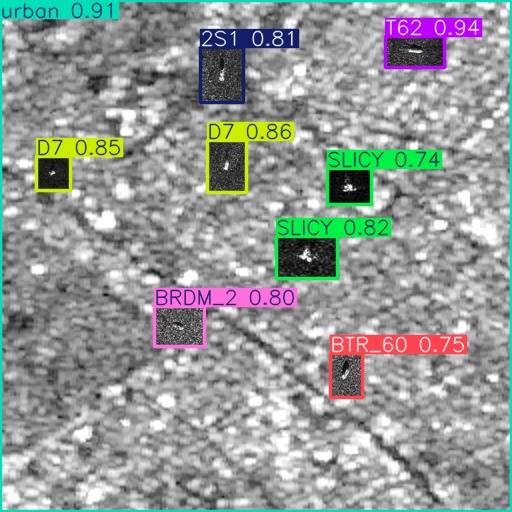 urban 0.91
T62 0.94
2S1 0.81
D7 0.86
D7 0.85
SLICY 0.74
SLICY 0.82
BRDM_2 0.80
BTR_60 0.75